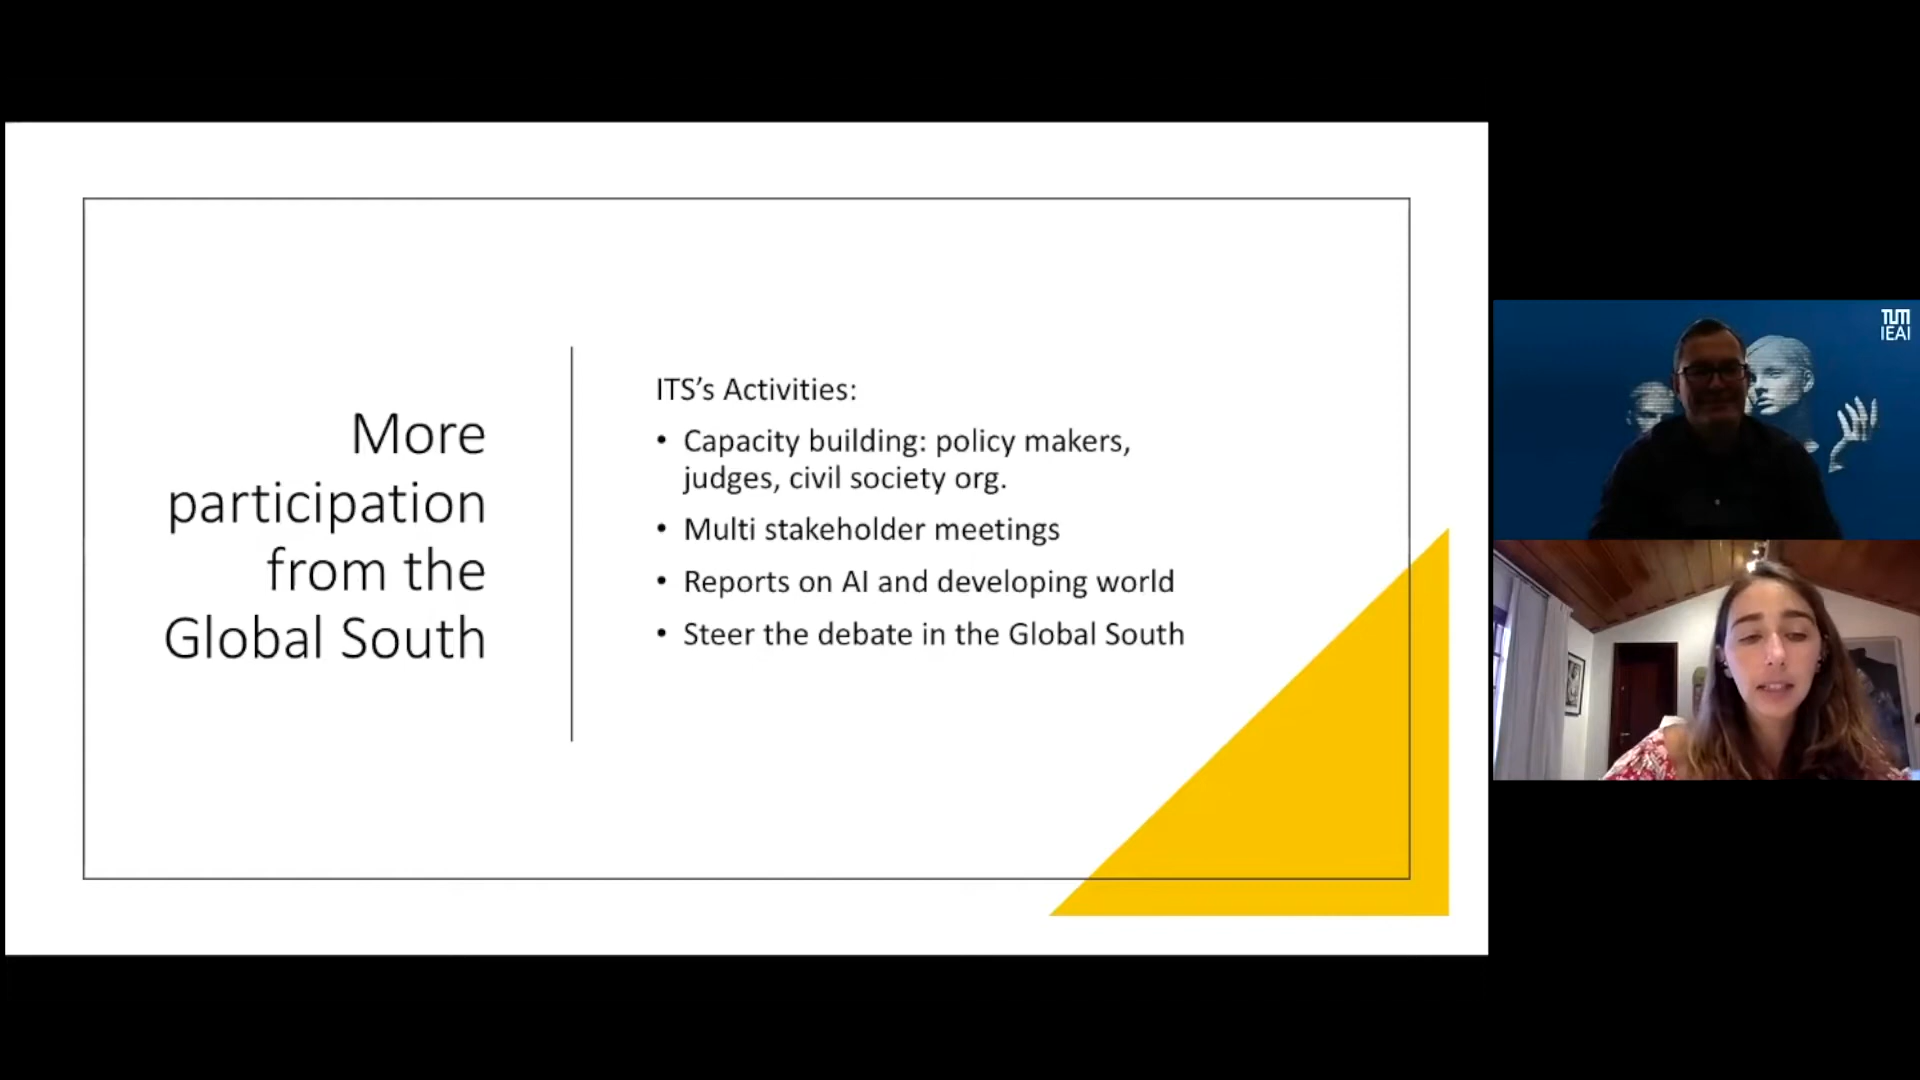 More
participation
from the
Global South
ITS’s Activities:
• Capacity building: policy makers,
judges, civil society org.
• Multi stakeholder meetings
• Reports on AI and developing world
• Steer the debate in the Global South
TUM
IEAI